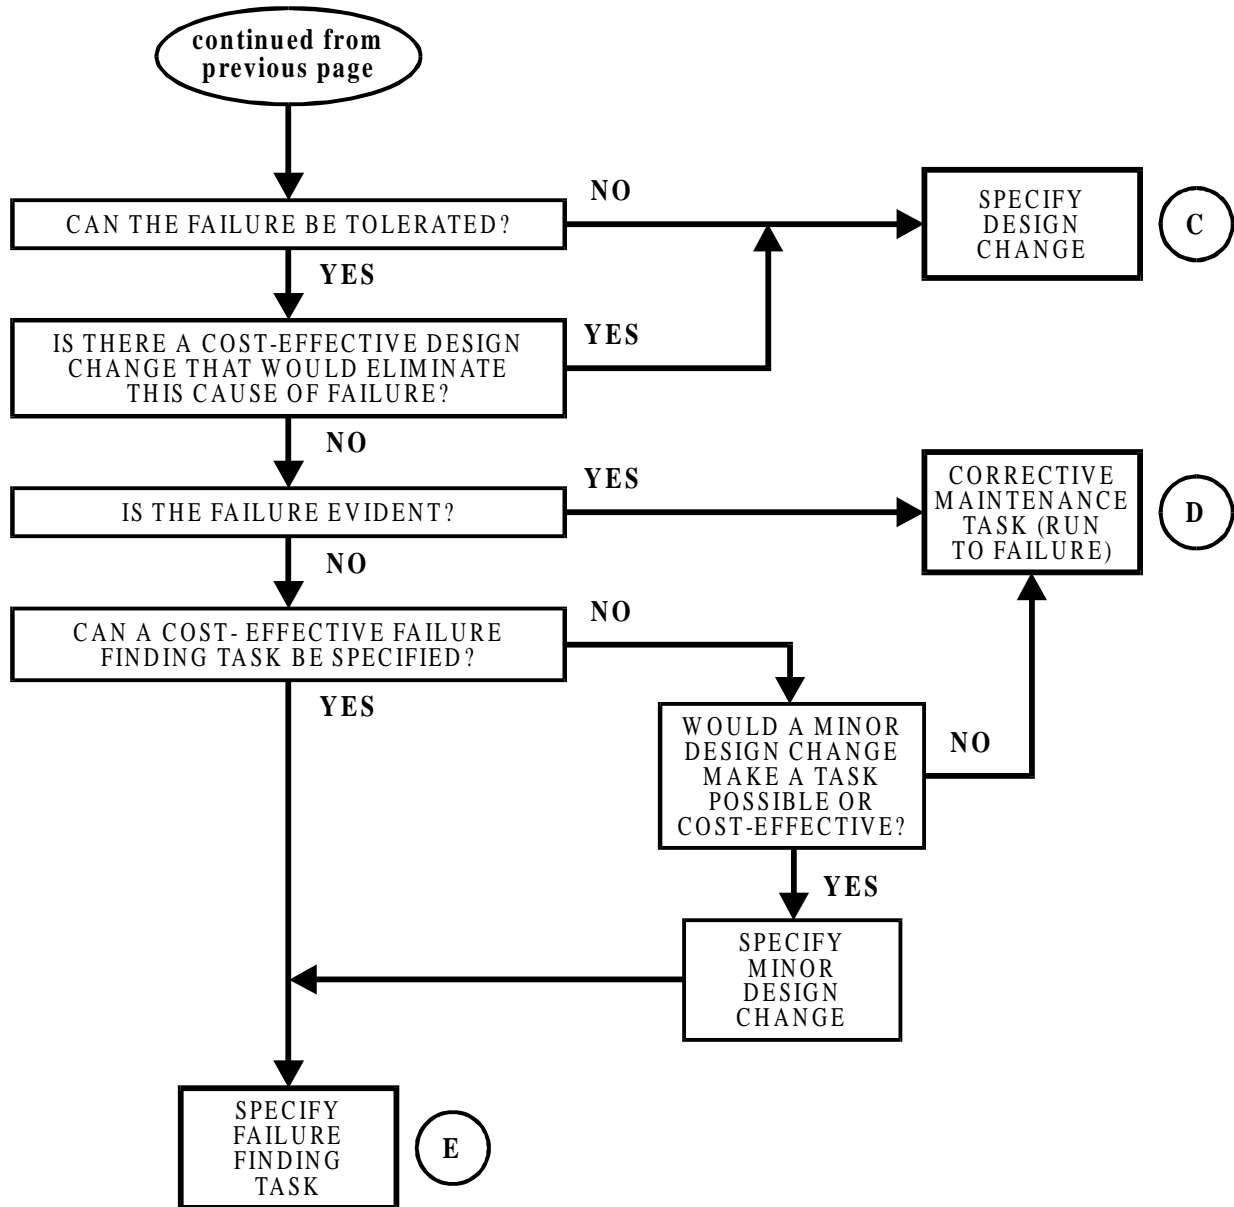 continued from
previous page
CAN THE FAILURE BE TOLERATED?
NO
SPECIFY
DESIGN
CHANGE
C
YES
IS THERE A COST-EFFECTIVE DESIGN
CHANGE THAT WOULD ELIMINATE
THIS CAUSE OF FAILURE?
YES
NO
IS THE FAILURE EVIDENT?
YES
CORRECTIVE
MAINTENANCE
TASK (RUN
TO FAILURE)
D
NO
CAN A COST- EFFECTIVE FAILURE
FINDING TASK BE SPECIFIED?
NO
YES
WOULD A MINOR
DESIGN CHANGE
MAKE A TASK
POSSIBLE OR
COST-EFFECTIVE?
NO
YES
SPECIFY
MINOR
DESIGN
CHANGE
SPECIFY
FAILURE
FINDING
TASK
E